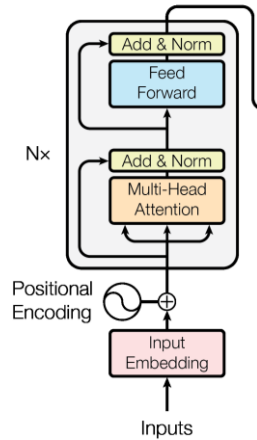 Add & Norm
Feed
Forward
N×
Add & Norm
Multi-Head
Attention
Positional
Encoding
Input
Embedding
Inputs